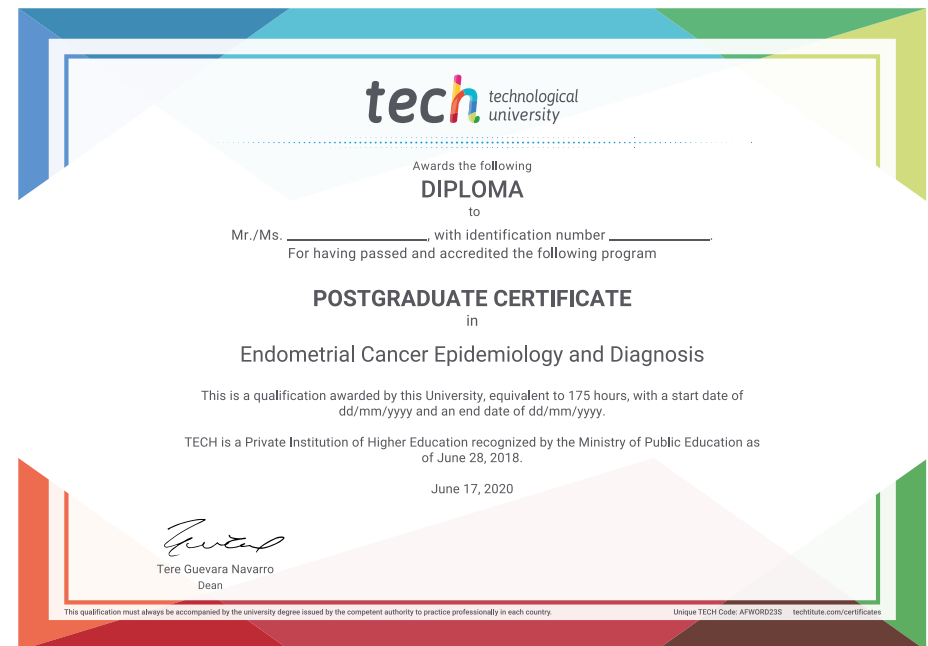 tech technological
university
Awards the following
DIPLOMA
to
Mr./Ms. ____________, with identification number ____________.
For having passed and accredited the following program
POSTGRADUATE CERTIFICATE
in
Endometrial Cancer Epidemiology and Diagnosis
This is a qualification awarded by this University, equivalent to 175 hours, with a start date of
dd/mm/yyyy and an end date of dd/mm/yyyy.
TECH is a Private Institution of Higher Education recognized by the Ministry of Public Education as
of June 28, 2018.
June 17, 2020
Tere Guevara Navarro
Dean
This qualification must always be accompanied by the university degree issued by the competent authority to practice professionally in each country. Unique TECH Code: AFWORD23S techtitute.com/certificates